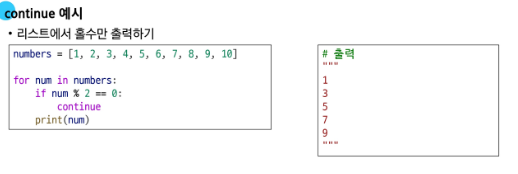 continue 예시
• 리스트에서 홀수만 출력하기
numbers = [1, 2, 3, 4, 5, 6, 7, 8, 9, 10]
for num in numbers:
    if num % 2 == 0:
        continue
    print(num)
# 출력
"""
1
3
5
7
9
"""